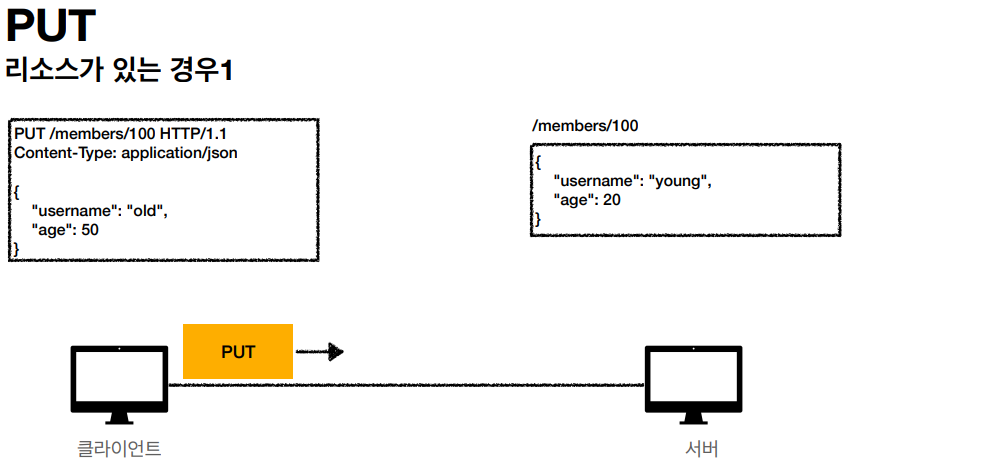 PUT
리소스가 있는 경우1
PUT /members/100 HTTP/1.1
Content-Type: application/json
{
"username": "old",
"age": 50
}
/members/100
{
"username": "young",
"age": 20
}
PUT
클라이언트
서버